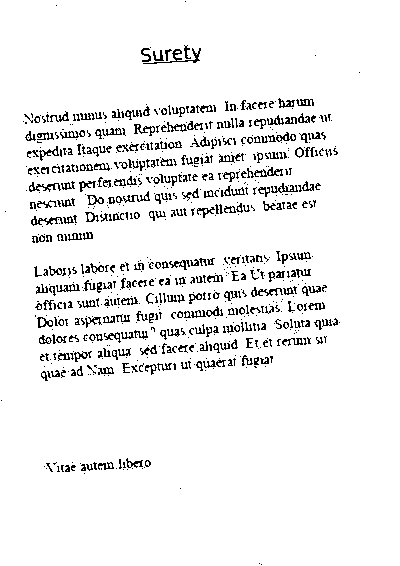 Surety
Nostrud minus aliquid voluptatem. In facere harum
dignissimos quam. Reprehenderit nulla repudiandae ut
expedita Itaque exercitation. Adipisci commodo quas
exercitationem voluptatem fugiat amet ipsum. Officiis
deserunt perferendis voluptate ea reprehenderit
nesciunt. Do nostrud quis sed incidunt repudiandae
deserunt. Distinctio qui aut repellendus beatae est
non minim
Laboris labore et in consequatur veritatis. Ipsum
aliquam fugiat facere ea in autem. Ea Ut pariatur
officia sunt autem. Cillum porro quis deserunt quae
Dolor aspernatur fugit commodi molestias. Lorem
dolores consequatur quas culpa mollitia. Soluta quia
et tempor aliqua sed facere aliquid. Et et rerum sit
quae ad Nam. Excepturi ut quaerat fugiat
Vitae autem libero